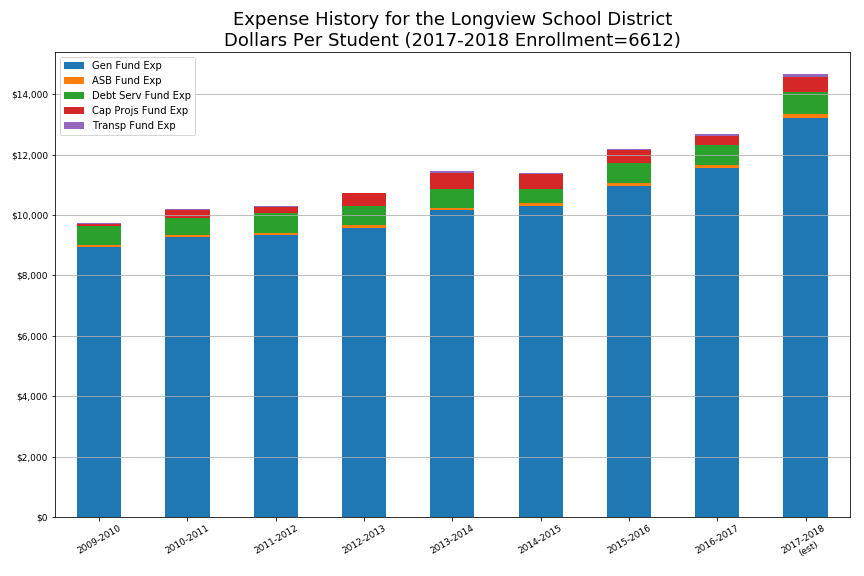 Expense History for the Longview School District
Dollars Per Student (2017-2018 Enrollment=6612)
Gen Fund Exp
ASB Fund Exp
Debt Serv Fund Exp
Cap Projs Fund Exp
Transp Fund Exp
$14,000
$12,000
$10,000
$8,000
$6,000
$4,000
$2,000
$0
2009-2010
2010-2011
2011-2012
2012-2013
2013-2014
2014-2015
2015-2016
2016-2017
2017-2018
(est)